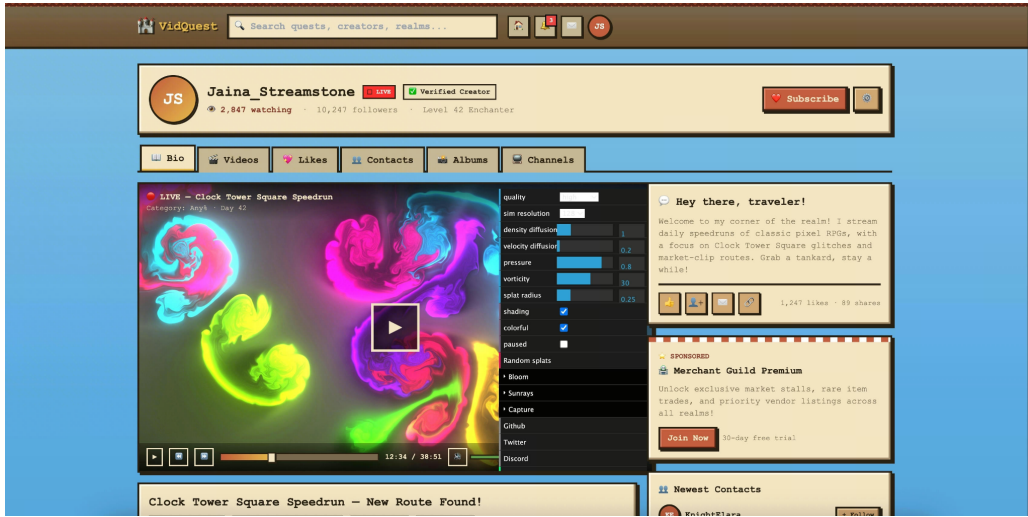 VidQuest
Search quests, creators, realms...
3
JS
JS
Jaina_Streamstone
LIVE
Verified Creator
2,847 watching · 10,247 followers · Level 42 Enchanter
Subscribe
Bio
Videos
Likes
Contacts
Albums
Channels
LIVE — Clock Tower Square Speedrun
Category: Any% · Day 42
12:34 / 38:51
quality
sim resolution
density diffusion
1
velocity diffusion
0.2
pressure
0.8
vorticity
30
splat radius
0.25
shading
colorful
paused
Random splats
Bloom
Sunrays
Capture
Github
Twitter
Discord
Hey there, traveler!
Welcome to my corner of the realm! I stream
daily speedruns of classic pixel RPGs, with
a focus on Clock Tower Square glitches and
market-clip routes. Grab a tankard, stay a
while!
1,247 likes · 89 shares
SPONSORED
Merchant Guild Premium
Unlock exclusive market stalls, rare item
trades, and priority vendor listings across
all realms!
Join Now
30-day free trial
Clock Tower Square Speedrun — New Route Found!
Newest Contacts
KnightElara
+ Follow